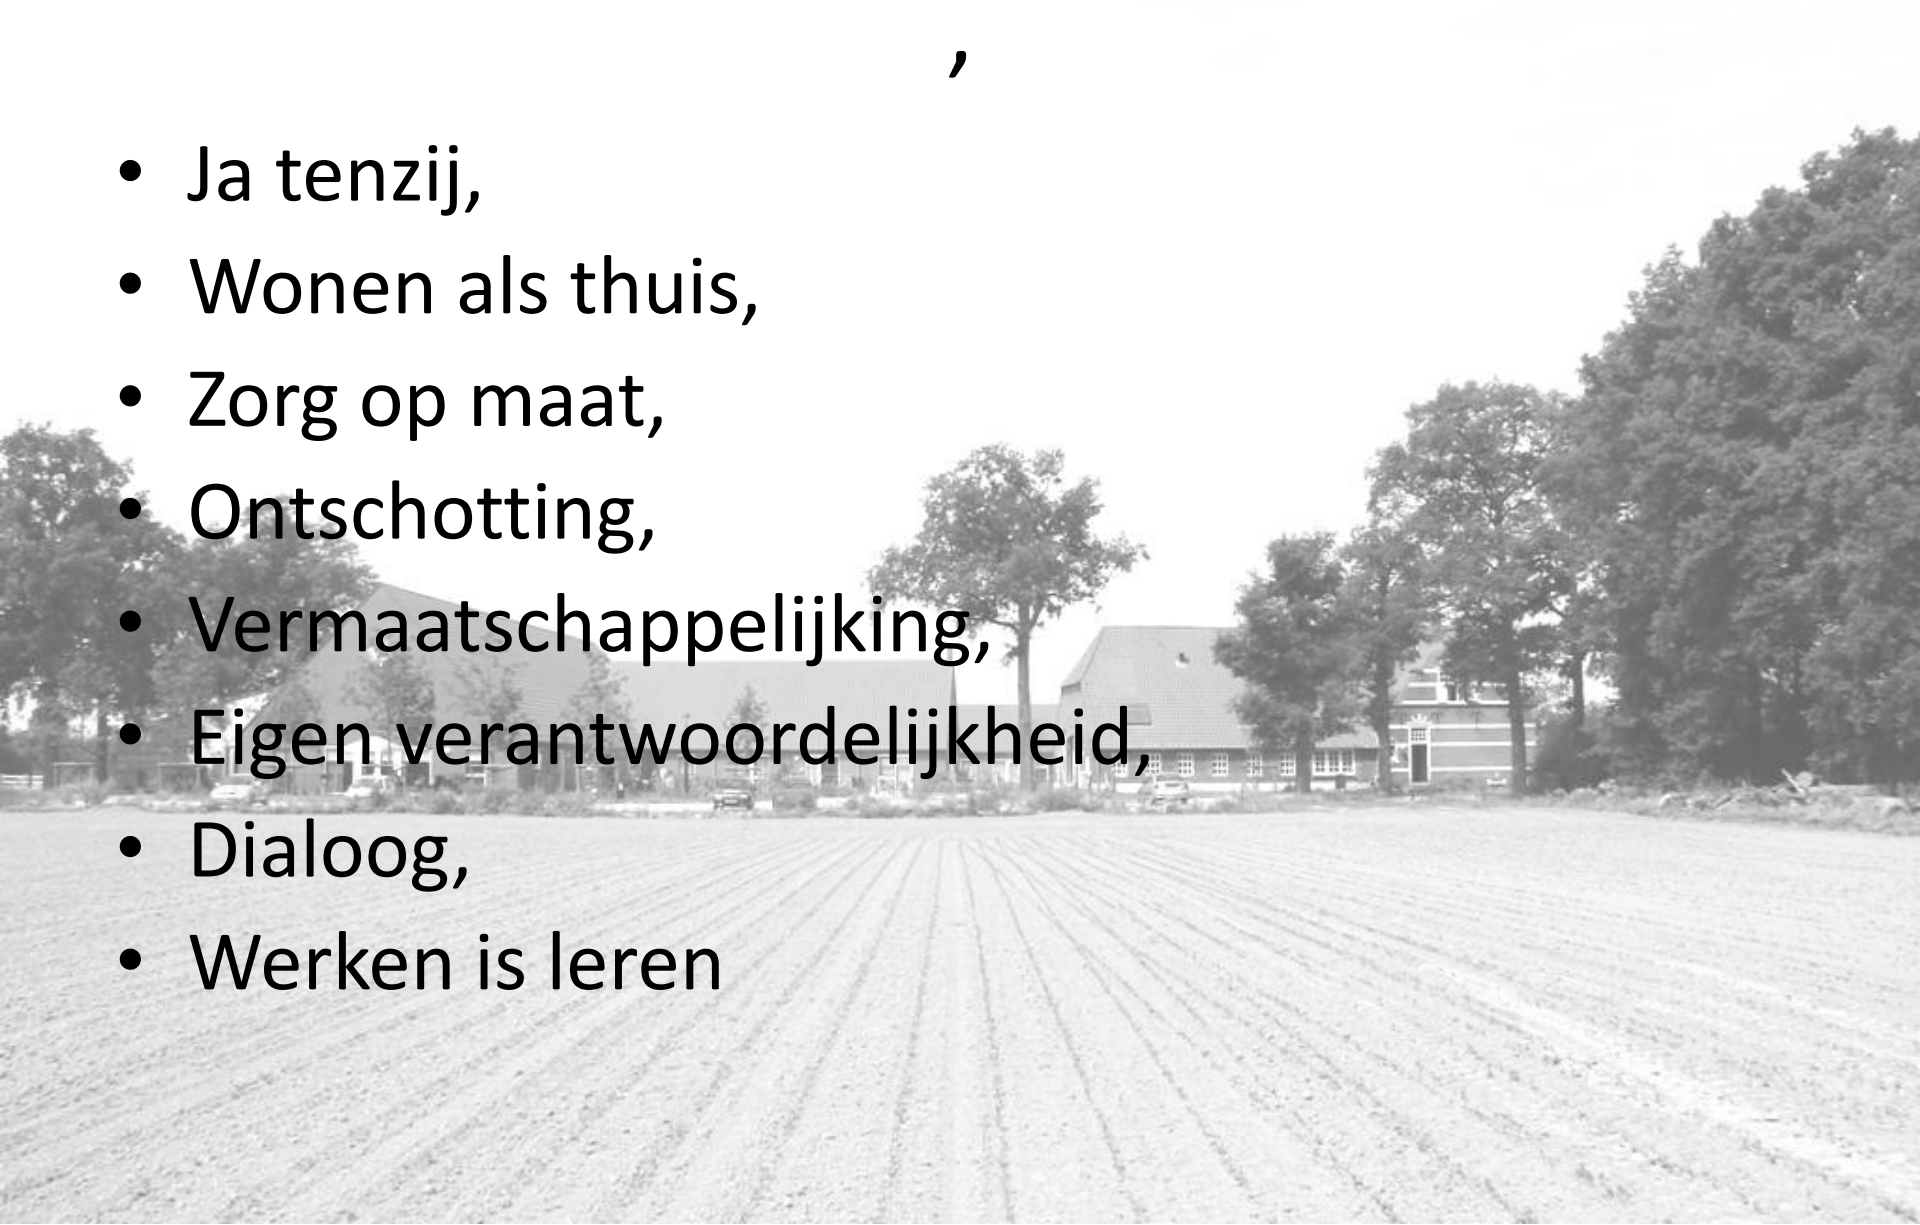 ,
• Ja tenzij,
• Wonen als thuis,
• Zorg op maat,
• Ontschotting,
• Vermaatschappelijking,
• Eigen verantwoordelijkheid,
• Dialoog,
• Werken is leren